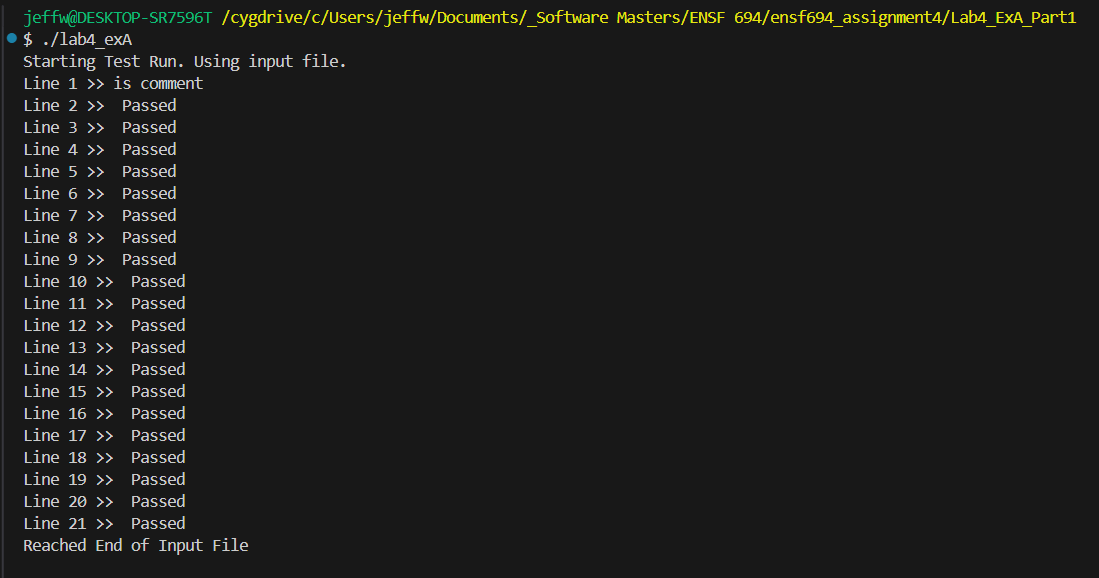 jeffw@DESKTOP-SR7596T /cygdrive/c/Users/jeffw/Documents/_Software Masters/ENSF 694/ensf694_assignment4/Lab4_ExA_Part1
$ ./lab4_exA
Starting Test Run. Using input file.
Line 1 >> is comment
Line 2 >>  Passed
Line 3 >>  Passed
Line 4 >>  Passed
Line 5 >>  Passed
Line 6 >>  Passed
Line 7 >>  Passed
Line 8 >>  Passed
Line 9 >>  Passed
Line 10 >>  Passed
Line 11 >>  Passed
Line 12 >>  Passed
Line 13 >>  Passed
Line 14 >>  Passed
Line 15 >>  Passed
Line 16 >>  Passed
Line 17 >>  Passed
Line 18 >>  Passed
Line 19 >>  Passed
Line 20 >>  Passed
Line 21 >>  Passed
Reached End of Input File